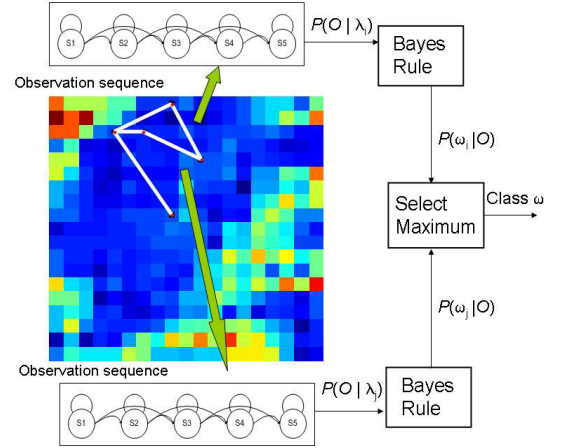 S1 S2 S3 S4 S5
P(O | λi)
Bayes
Rule
Observation sequence
P(ωi|O)
Select
Maximum
Class ω
P(ωj|O)
Observation sequence
S1 S2 S3 S4 S5
P(O | λj)
Bayes
Rule